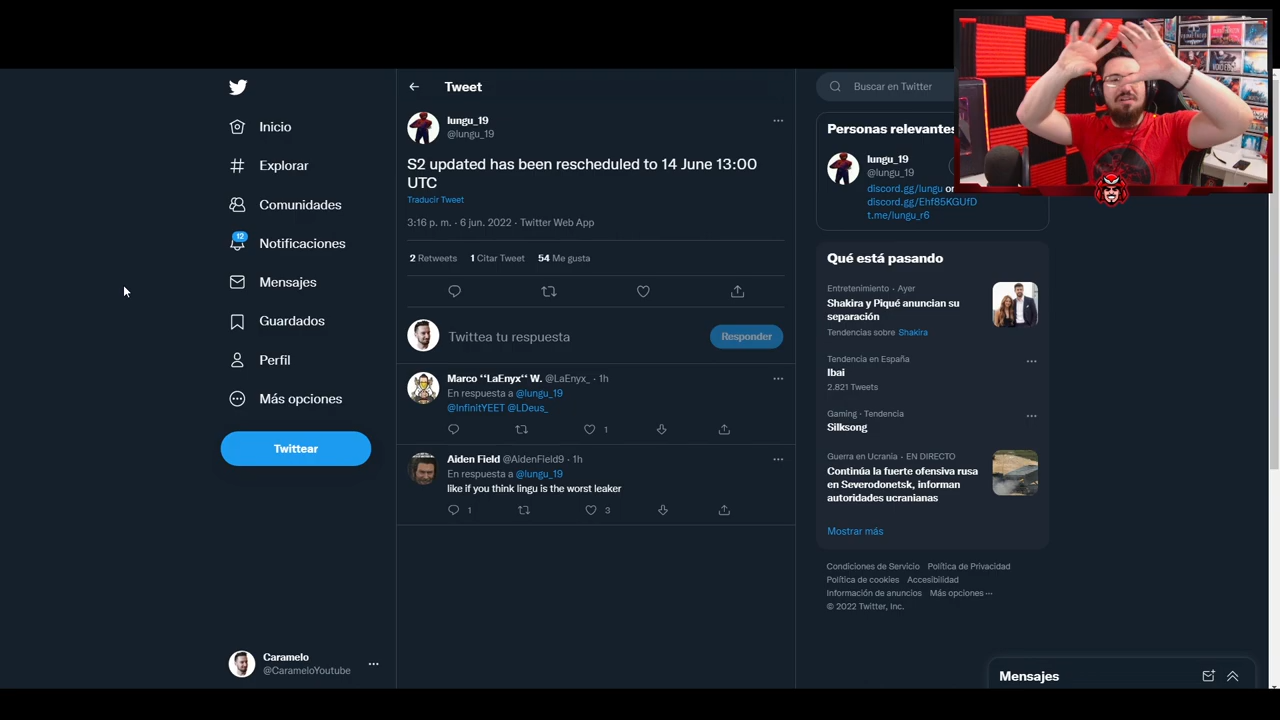 Inicio
Explorar
Comunidades
12
Notificaciones
Mensajes
Guardados
Perfil
Más opciones
Twittear
Caramelo
@CarameloYoutube
Tweet
lungu_19
@lungu_19
S2 updated has been rescheduled to 14 June 13:00
UTC
Traducir Tweet
3:16 p. m. · 6 jun. 2022 · Twitter Web App
2 Retweets 1 Citar Tweet 54 Me gusta
Twittea tu respuesta
Responder
Marco **LaEnyx** W. @LaEnyx_ · 1h
En respuesta a @lungu_19
@InfinitYEET @LDeus_
1
Aiden Field @AidenField9 · 1h
En respuesta a @lungu_19
like if you think lingu is the worst leaker
1 3
Buscar en Twitter
Personas relevantes
lungu_19
@lungu_19
discord.gg/lungu
discord.gg/Ehf85KGUfD
t.me/lungu_r6
Qué está pasando
Entretenimiento · Ayer
Shakira y Piqué anuncian su
separación
Tendencias sobre Shakira
Tendencia en España
Ibai
2.821 Tweets
Gaming · Tendencia
Silksong
Guerra en Ucrania · EN DIRECTO
Continúa la fuerte ofensiva rusa
en Severodonetsk, informan
autoridades ucranianas
Mostrar más
Condiciones de Servicio Política de Privacidad
Política de cookies Accesibilidad
Información de anuncios Más opciones ···
© 2022 Twitter, Inc.
Mensajes